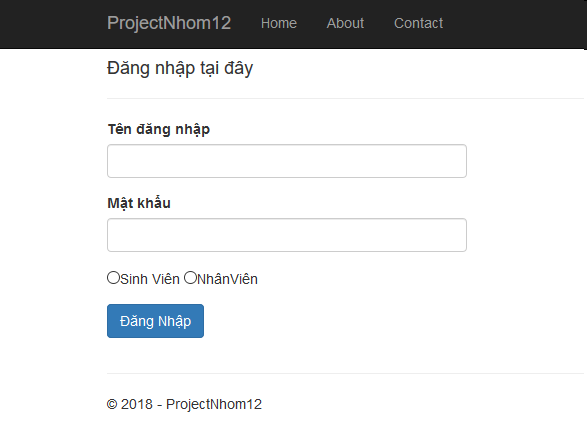 ProjectNhom12 Home About Contact
Đăng nhập tại đây
Tên đăng nhập
Mật khẩu
Sinh Viên NhânViên
Đăng Nhập
© 2018 - ProjectNhom12